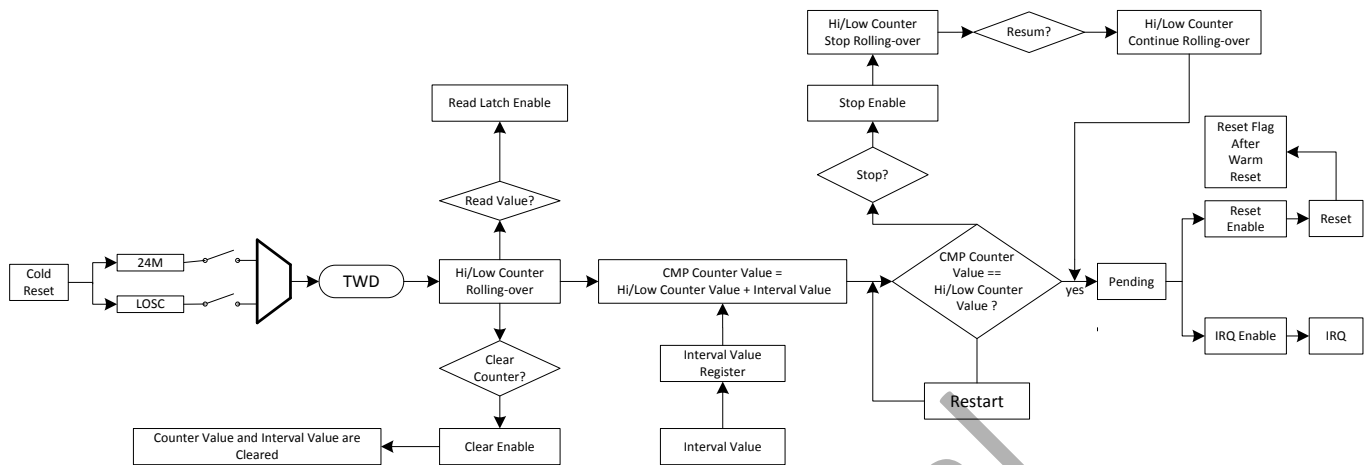 Hi/Low Counter
Stop Rolling-over
Resum?
Hi/Low Counter
Continue Rolling-over
Read Latch Enable
Stop Enable
Reset Flag
After
Warm
Reset
Stop?
Read Value?
Reset
Enable
Reset
Cold
Reset
24M
LOSC
TWD
Hi/Low Counter
Rolling-over
CMP Counter Value =
Hi/Low Counter Value + Interval Value
CMP Counter
Value ==
Hi/Low Counter
Value ?
yes
Pending
Clear
Counter?
Interval Value
Register
IRQ Enable
IRQ
Restart
Counter Value and Interval Value are
Cleared
Clear Enable
Interval Value